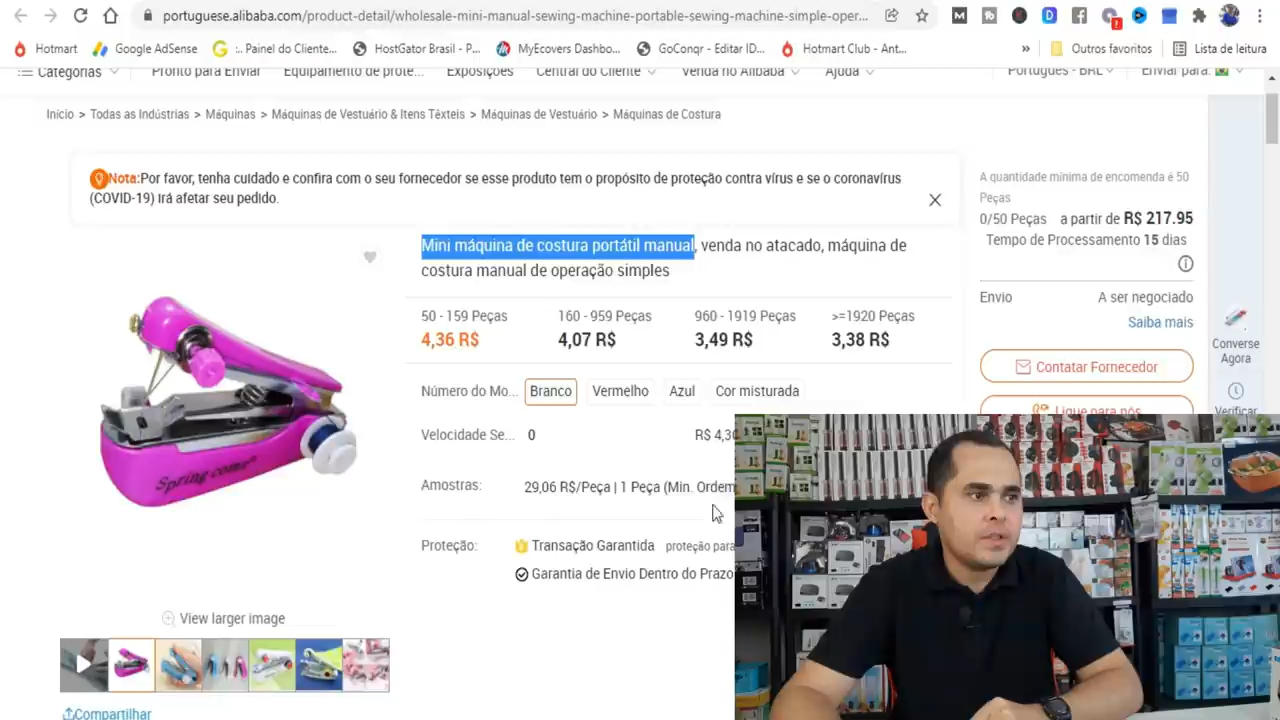 portuguese.alibaba.com/product-detail/wholesale-mini-manual-sewing-machine-portable-sewing-machine-simple-oper...
Hotmart
Google AdSense
:. Painel do Cliente...
HostGator Brasil - P...
MyEcovers Dashbo...
GoConqr - Editar ID...
Hotmart Club - Ant...
»
Outros favoritos
Lista de leitura
Categorias
Pronto para Enviar
Equipamento de prote...
Exposições
Central do Cliente
Venda no Alibaba
Ajuda
Português - BRL
Enviar para:
Início > Todas as Indústrias > Máquinas > Máquinas de Vestuário & Itens Têxteis > Máquinas de Vestuário > Máquinas de Costura
Nota:Por favor, tenha cuidado e confira com o seu fornecedor se esse produto tem o propósito de proteção contra vírus e se o coronavírus
(COVID-19) Irá afetar seu pedido.
Mini máquina de costura portátil manual, venda no atacado, máquina de
costura manual de operação simples
50 - 159 Peças
160 - 959 Peças
960 - 1919 Peças
>=1920 Peças
4,36 R$
4,07 R$
3,49 R$
3,38 R$
Número do Mo...
Branco
Vermelho
Azul
Cor misturada
Velocidade Se...
0
R$ 4,36
Amostras:
29,06 R$/Peça | 1 Peça (Min. Ordem
Proteção:
Transação Garantida
proteção para
Garantia de Envio Dentro do Prazo
Spring come
View larger image
Compartilhar
A quantidade mínima de encomenda é 50
Peças
0/50 Peças
a partir de R$ 217.95
Tempo de Processamento 15 dias
Envio
A ser negociado
Saiba mais
Contatar Fornecedor
Ligue para nós
Converse
Agora
Verificar